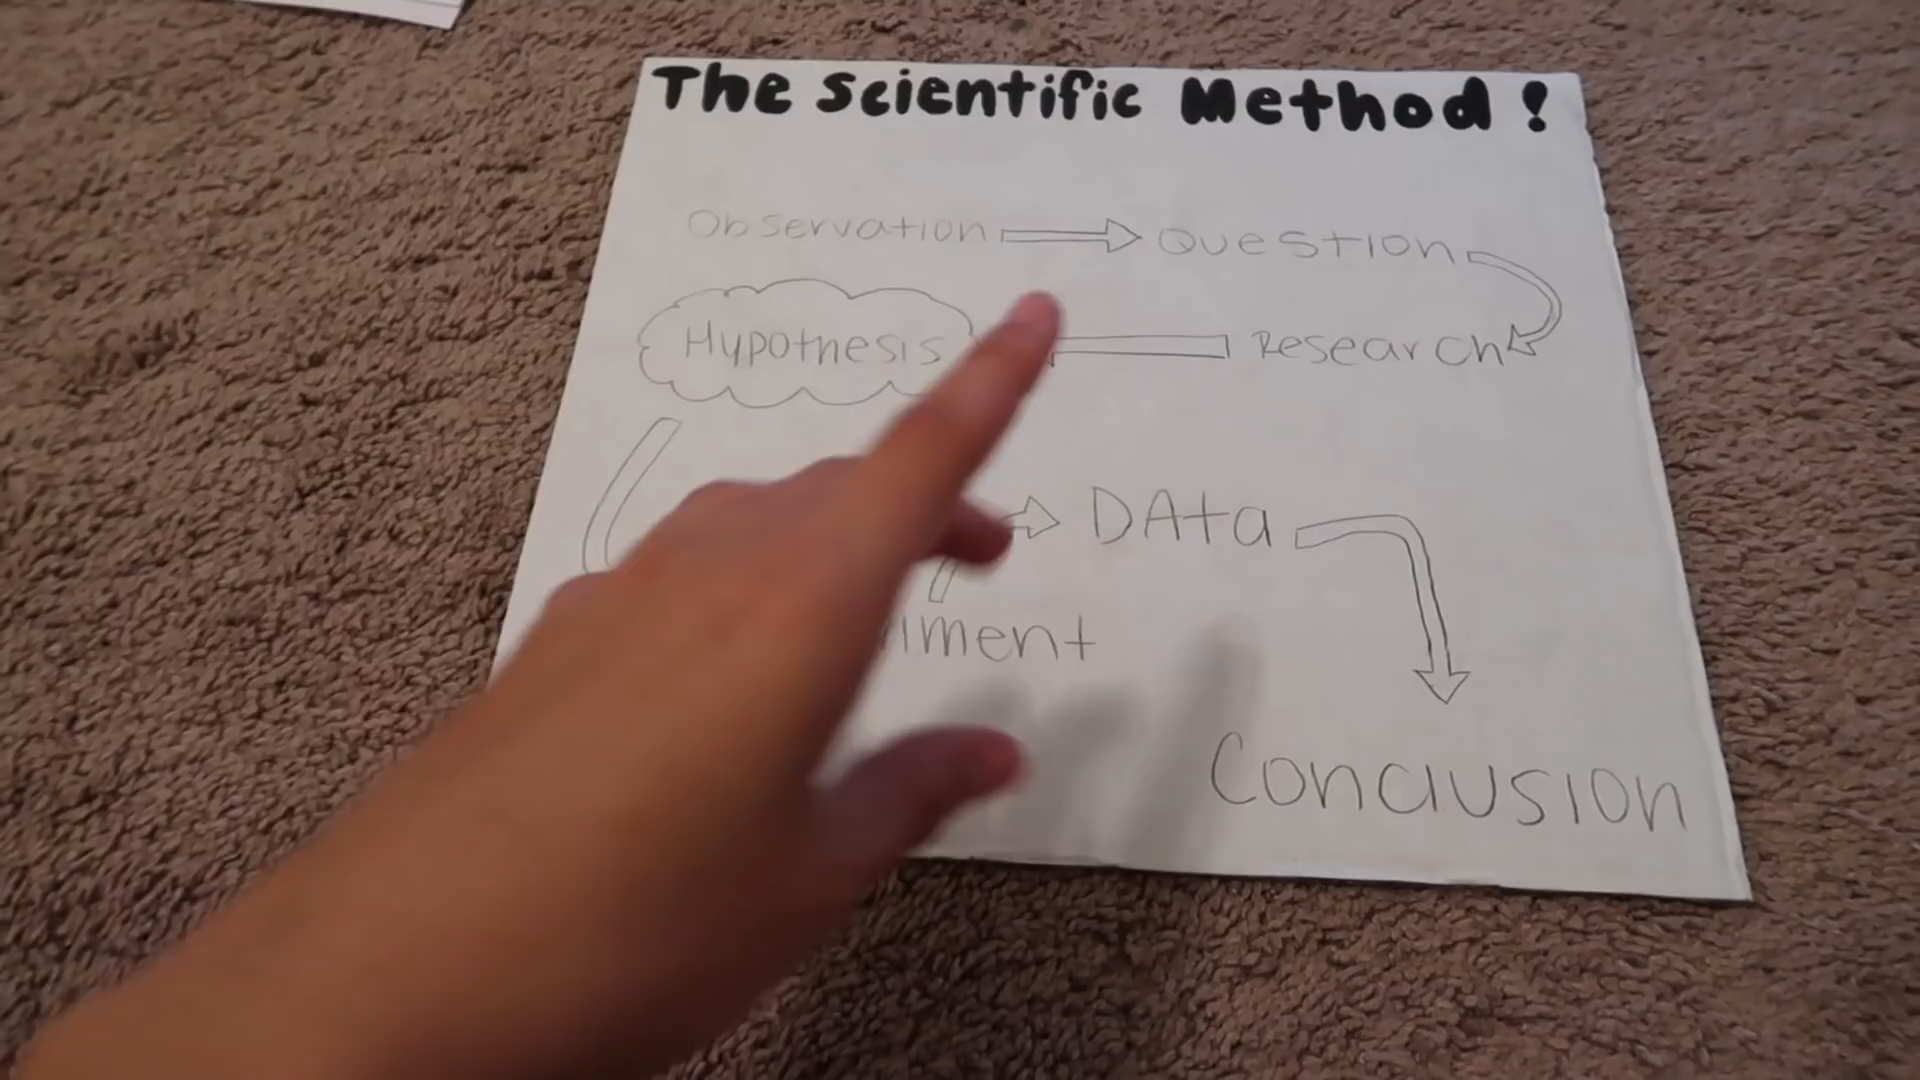 The Scientific Method!
Observation Question
Hypothesis Research
DAta
iment
Conclusion